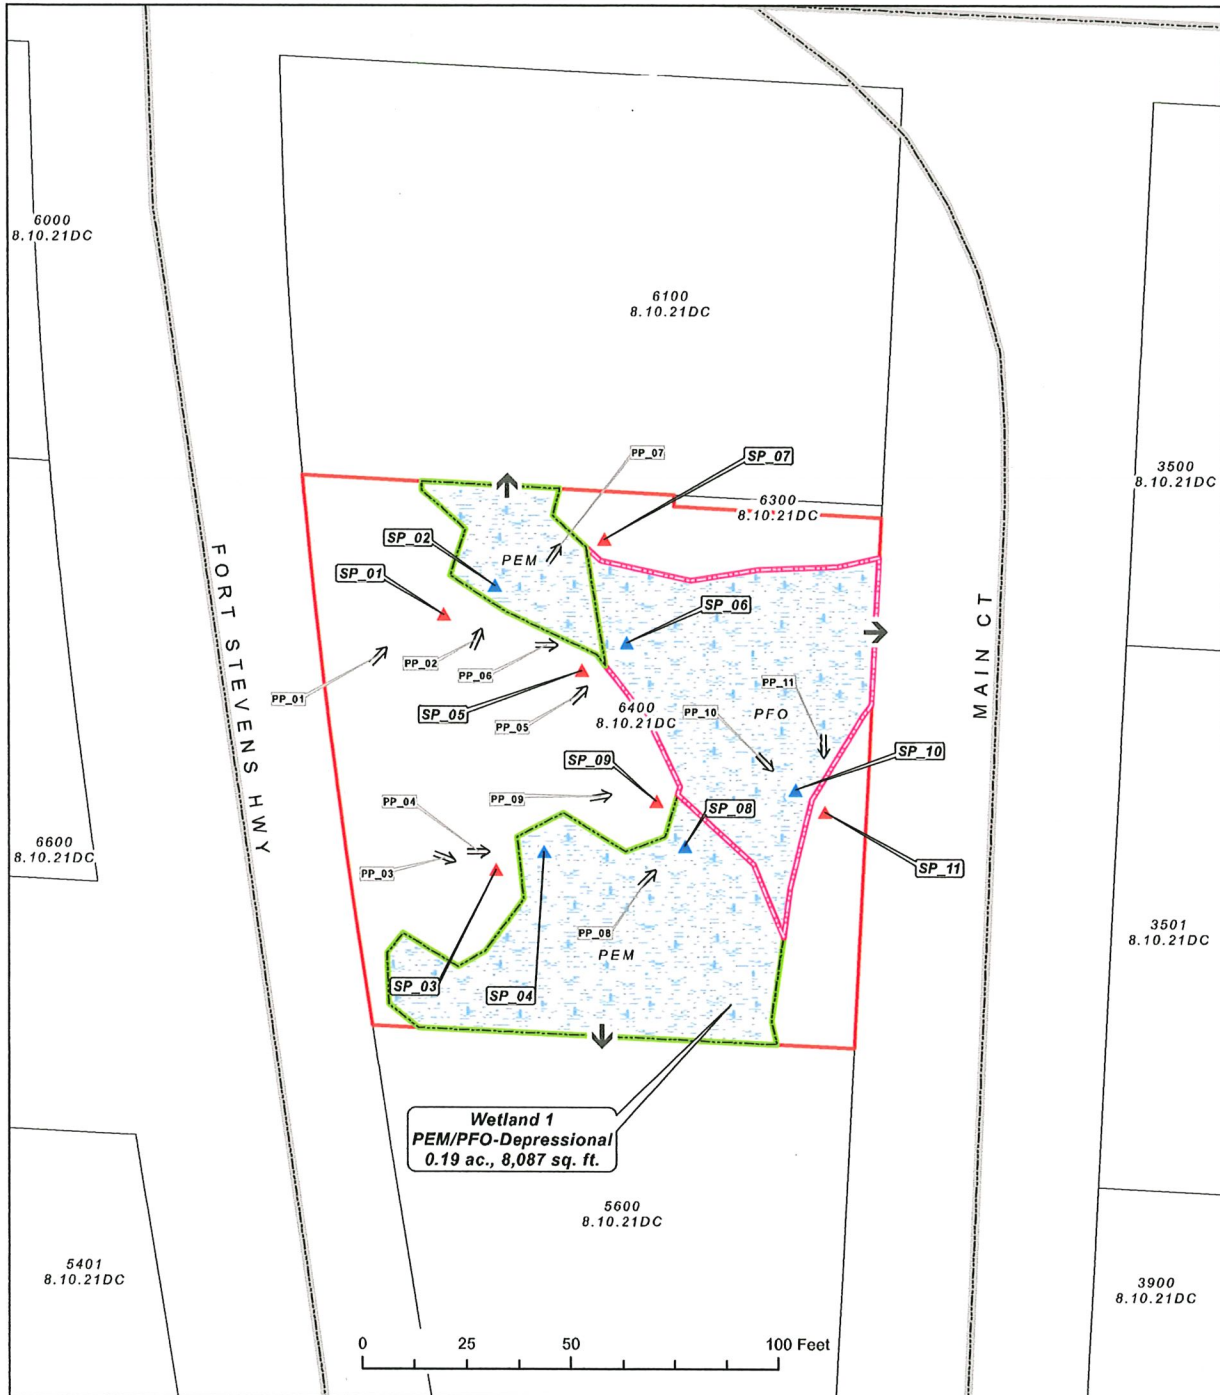 6000
8.10.21DC
6100
8.10.21DC
3500
8.10.21DC
PP_07
SP_07
6300
8.10.21DC
SP_02
PEM
SP_01
SP_06
FORT STEVENS HWY
MAIN CT
PP_02
PP_06
PP_01
PP_11
SP_05
PP_05
6400
8.10.21DC
PP_10
PFO
SP_09
SP_10
PP_04
PP_09
SP_08
6600
8.10.21DC
PP_03
SP_11
PP_08
PEM
3501
8.10.21DC
SP_03
SP_04
Wetland 1
PEM/PFO-Depressional
0.19 ac., 8,087 sq. ft.
5600
8.10.21DC
5401
8.10.21DC
3900
8.10.21DC
0 25 50 100 Feet